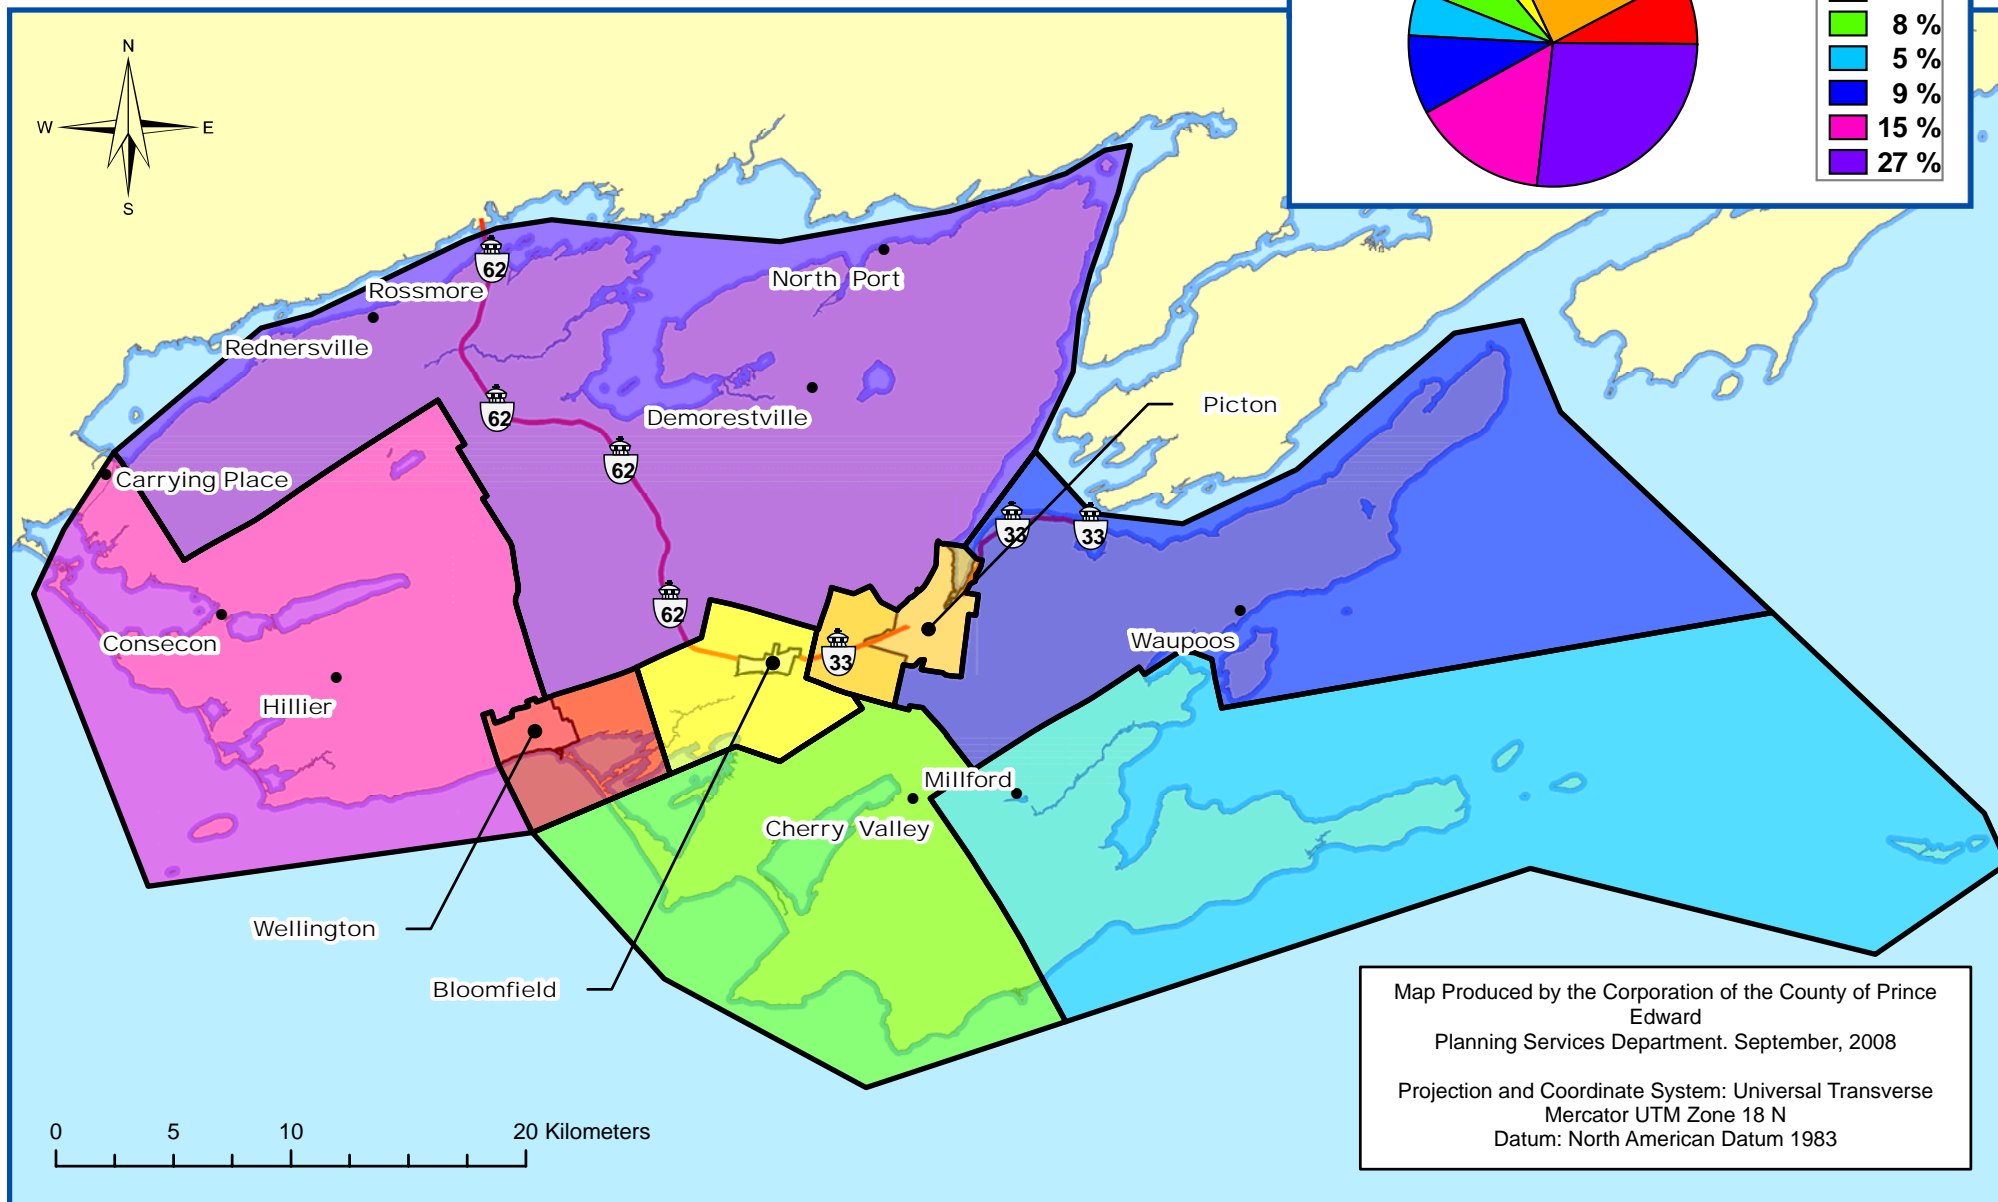 8 %
5 %
9 %
15 %
27 %
N
W
E
S
62
North Port
Rossmore
Rednersville
62
Demorestville
Picton
62
Carrying Place
33
33
62
Consecon
Waupoos
33
Hillier
Millford
Cherry Valley
Wellington
Bloomfield
Map Produced by the Corporation of the County of Prince
Edward
Planning Services Department. September, 2008
Projection and Coordinate System: Universal Transverse
Mercator UTM Zone 18 N
Datum: North American Datum 1983
0 5 10 20 Kilometers